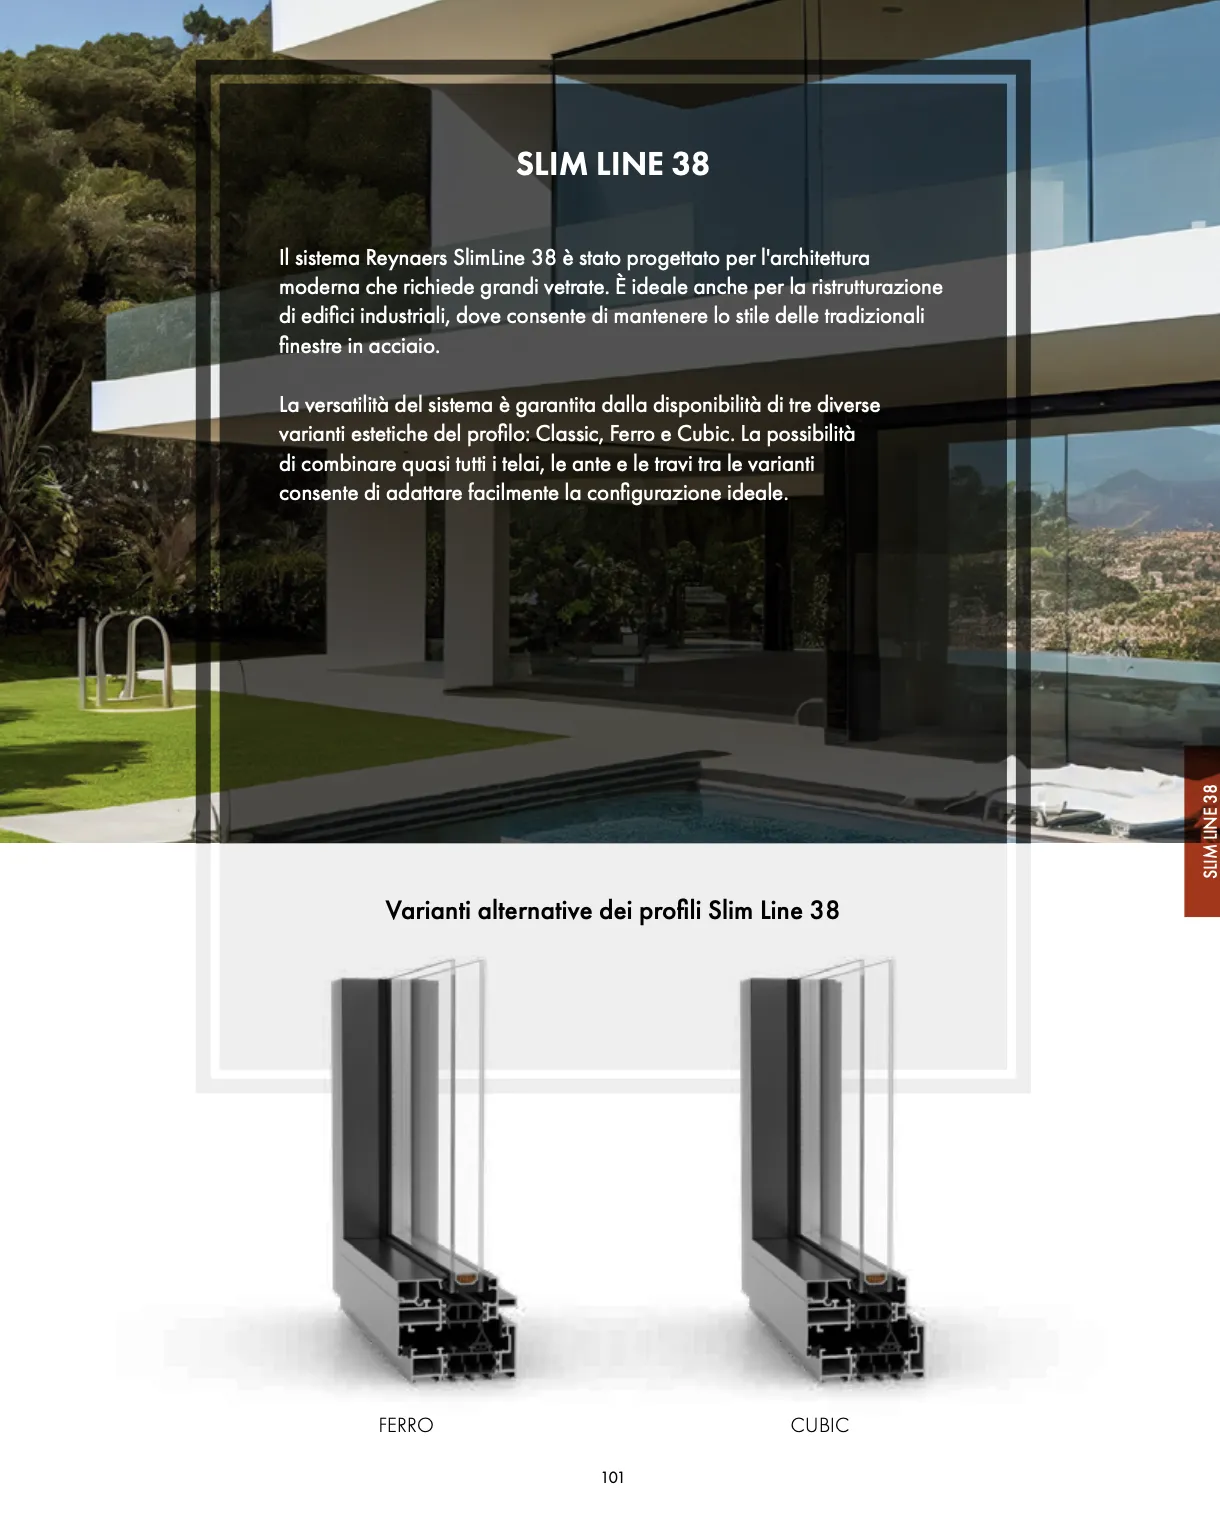 SLIM LINE 38
Il sistema Reynaers SlimLine 38 è stato progettato per l'architettura
moderna che richiede grandi vetrate. È ideale anche per la ristrutturazione
di edifici industriali, dove consente di mantenere lo stile delle tradizionali
finestre in acciaio.
La versatilità del sistema è garantita dalla disponibilità di tre diverse
varianti estetiche del profilo: Classic, Ferro e Cubic. La possibilità
di combinare quasi tutti i telai, le ante e le travi tra le varianti
consente di adattare facilmente la configurazione ideale.
SLIM LINE 38
Varianti alternative dei profili Slim Line 38
FERRO
CUBIC
101